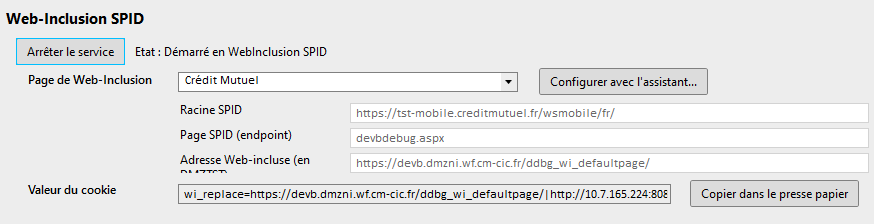 Web-Inclusion SPID
Arrêter le service Etat : Démarré en WebInclusion SPID
Page de Web-Inclusion Crédit Mutuel Configurer avec l'assistant...
Racine SPID https://tst-mobile.creditmutuel.fr/wsmobile/fr/
Page SPID (endpoint) devbdebug.aspx
Adresse Web-incluse (en https://devb.dmzni.wf.cm-cic.fr/ddbg_wi_defaultpage/
DMZTST)
Valeur du cookie wi_replace=https://devb.dmzni.wf.cm-cic.fr/ddbg_wi_defaultpage/|http://10.7.165.224:808 Copier dans le presse papier